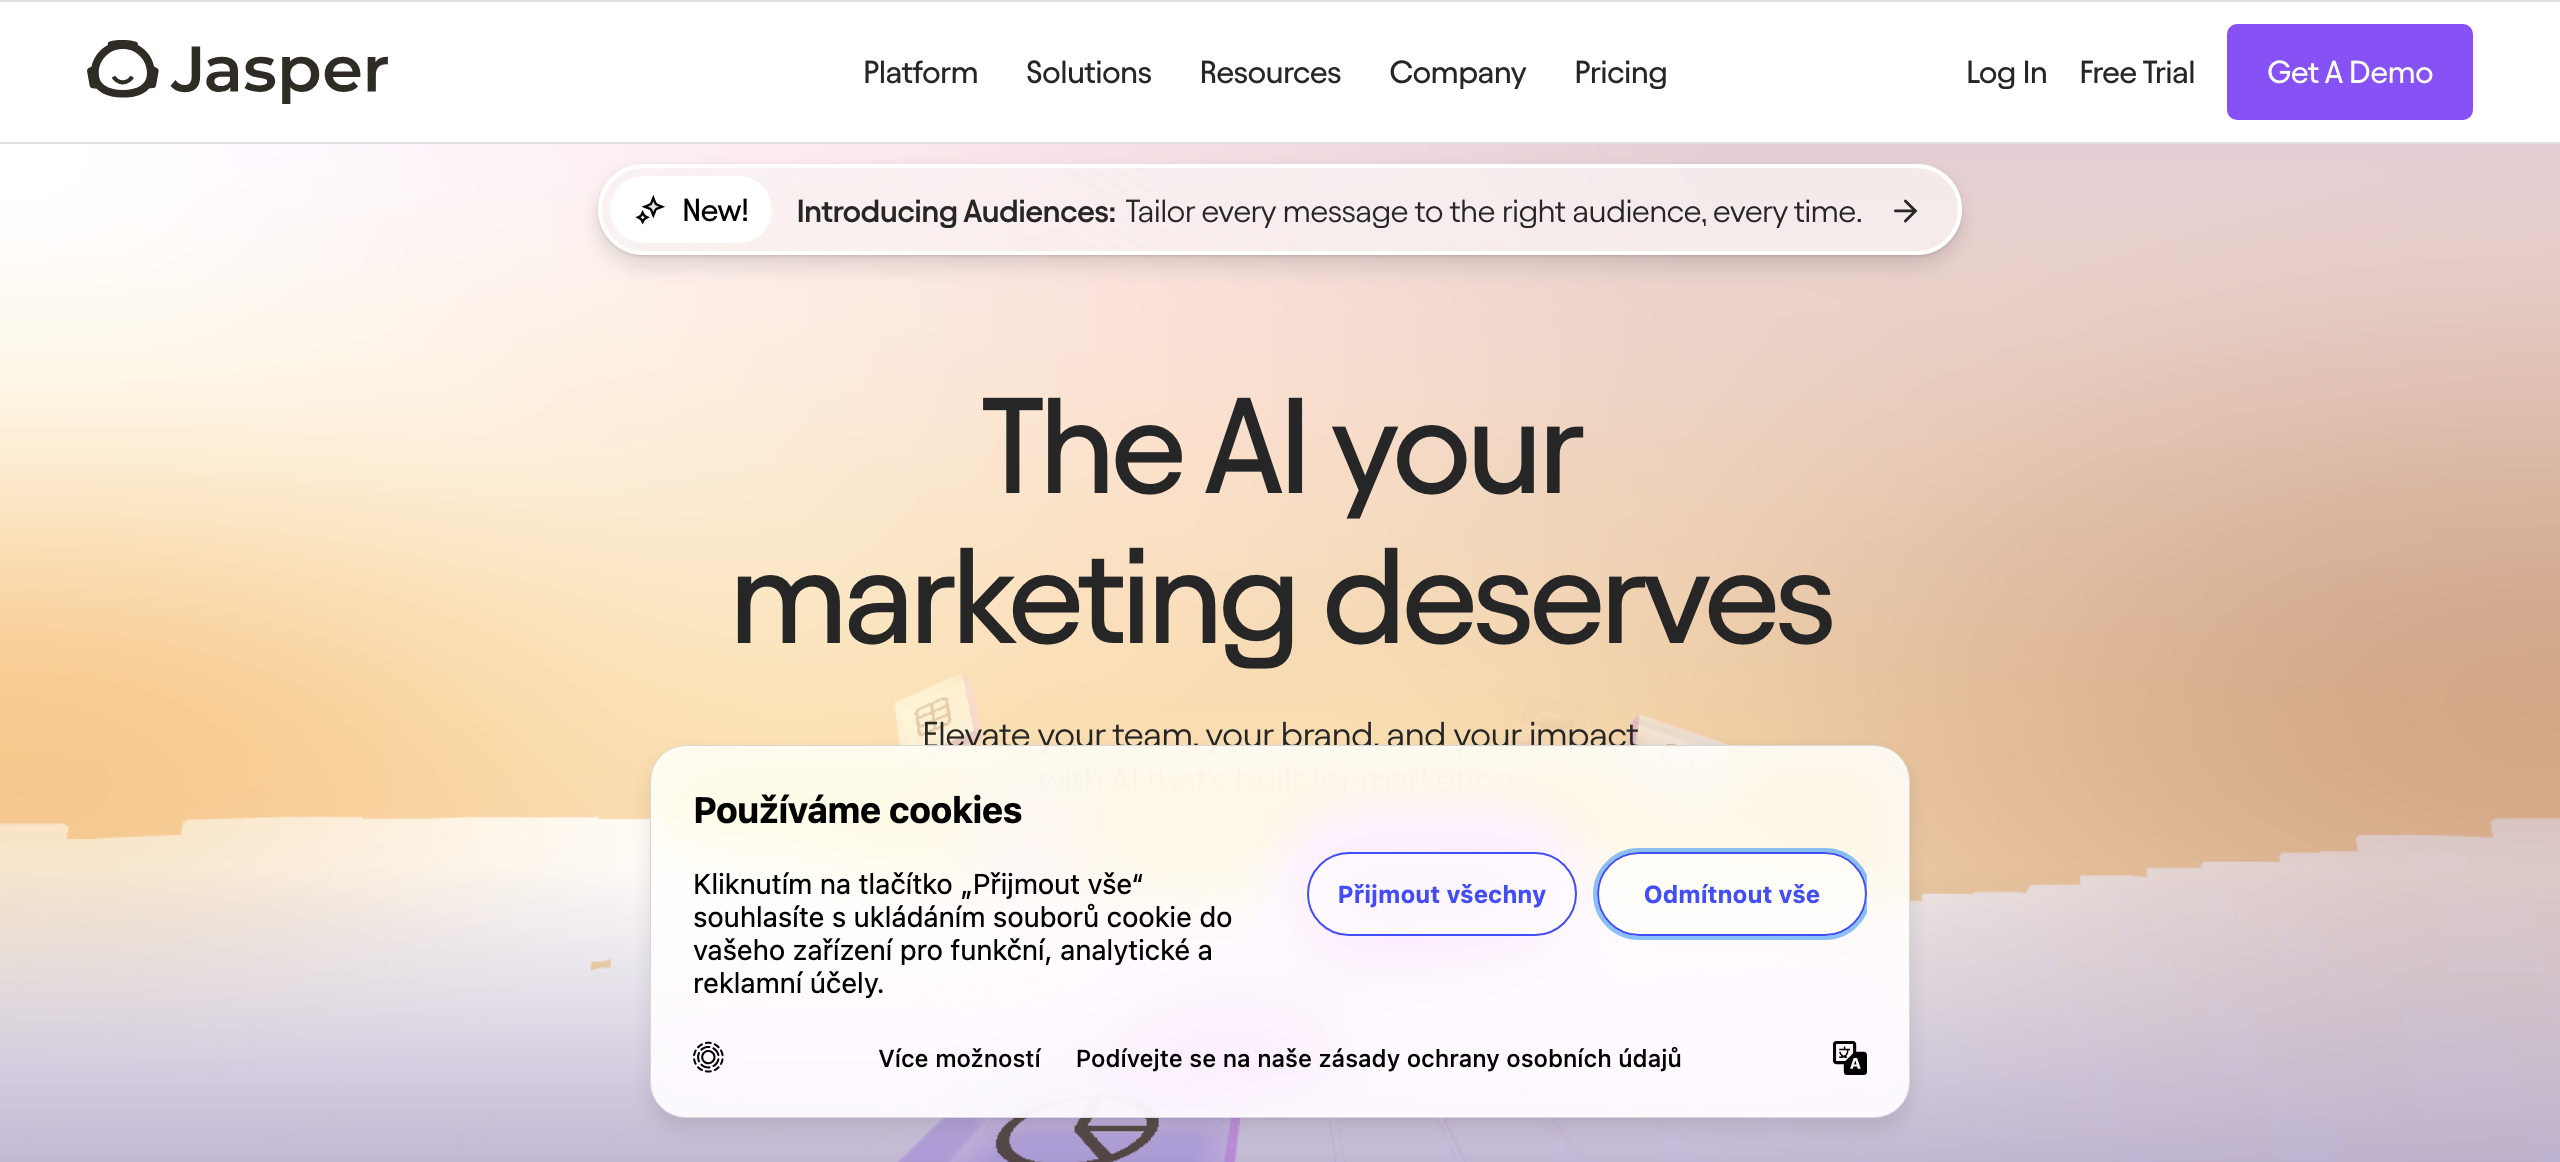 Jasper
Platform
Solutions
Resources
Company
Pricing
Log In
Free Trial
Get A Demo
New!
Introducing Audiences: Tailor every message to the right audience, every time.
The AI your
marketing deserves
Elevate your team, your brand, and your impact
with AI that's built for marketing
Používáme cookies
Kliknutím na tlačítko „Přijmout vše“
souhlasíte s ukládáním souborů cookie do
vašeho zařízení pro funkční, analytické a
reklamní účely.
Přijmout všechny
Odmítnout vše
Více možností
Podívejte se na naše zásady ochrany osobních údajů